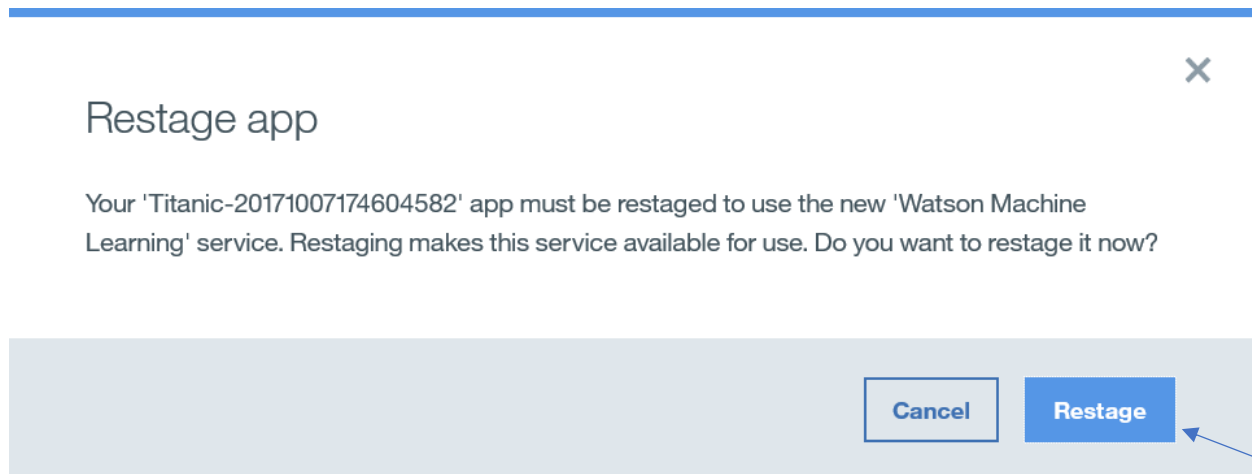 Restage app
Your 'Titanic-20171007174604582' app must be restaged to use the new 'Watson Machine
Learning' service. Restaging makes this service available for use. Do you want to restage it now?
Cancel
Restage